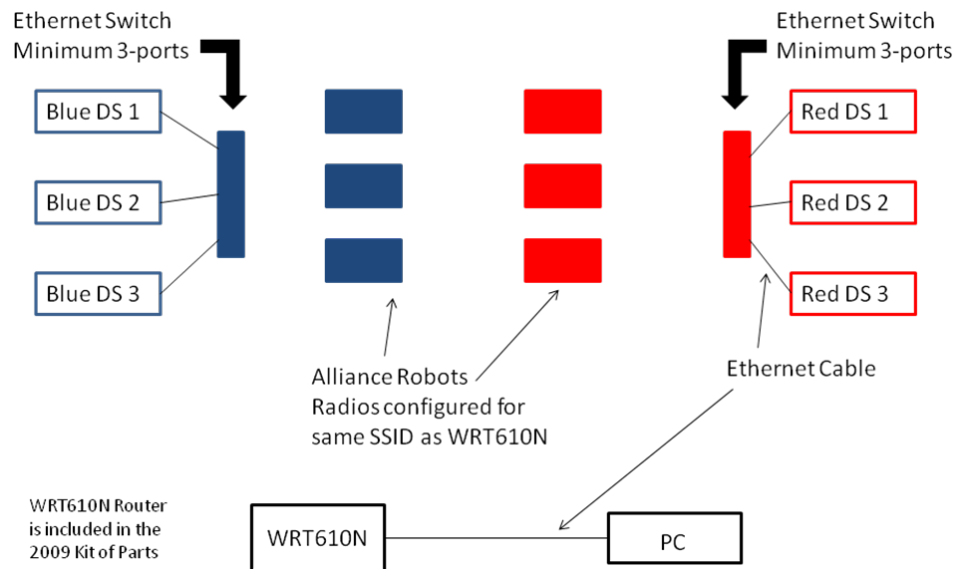 Ethernet Switch
Minimum 3-ports
Ethernet Switch
Minimum 3-ports
Blue DS 1
Blue DS 2
Blue DS 3
Red DS 1
Red DS 2
Red DS 3
Alliance Robots
Radios configured for
same SSID as WRT610N
Ethernet Cable
WRT610N Router
is included in the
2009 Kit of Parts
WRT610N
PC